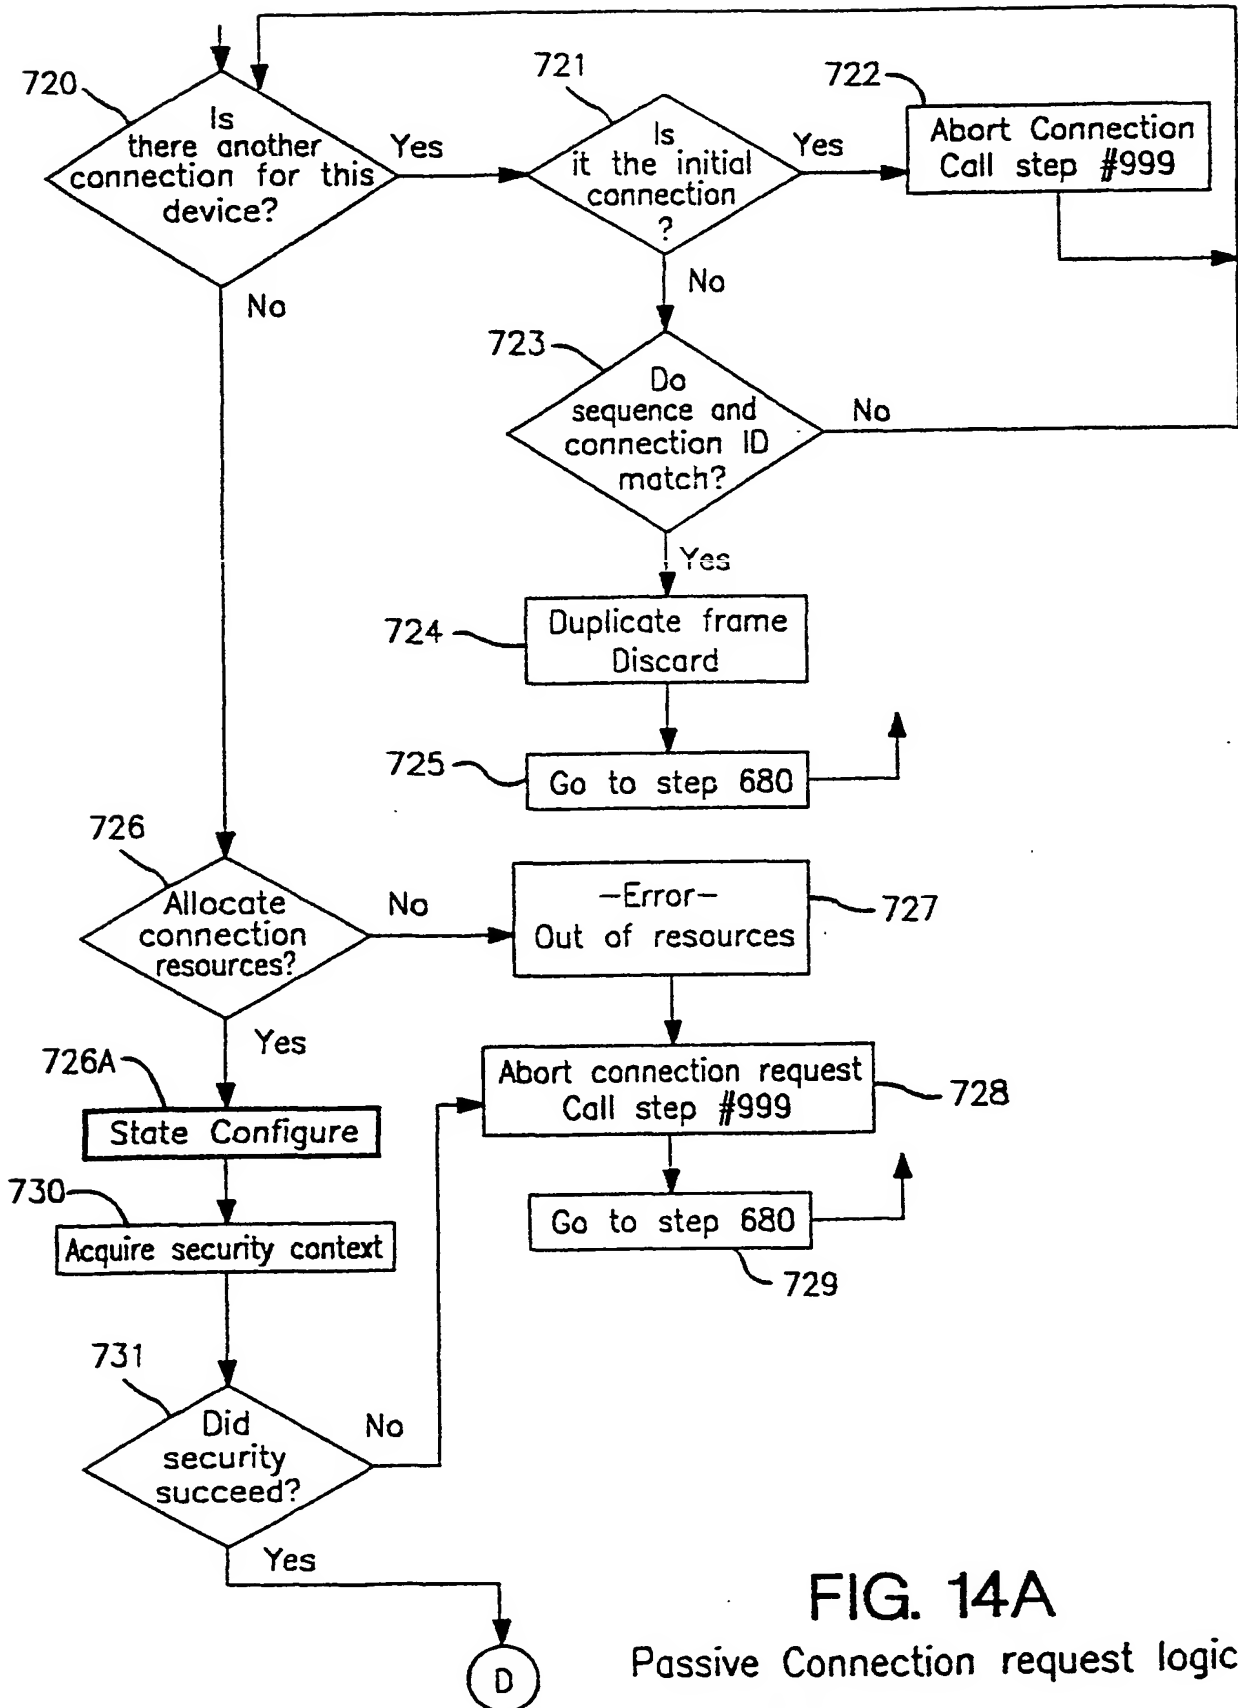 720
Is
there another
connection for this
device?
Yes
No
721
Is
it the initial
connection
?
Yes
No
722
Abort Connection
Call step #999
723
Do
sequence and
connection ID
match?
No
Yes
724
Duplicate frame
Discard
725
Go to step 680
726
Allocate
connection
resources?
No
Yes
-Error-
Out of resources
727
726A
State Configure
Abort connection request
Call step #999
728
730
Acquire security context
Go to step 680
729
731
Did
security
succeed?
No
Yes
D
FIG. 14A
Passive Connection request logic